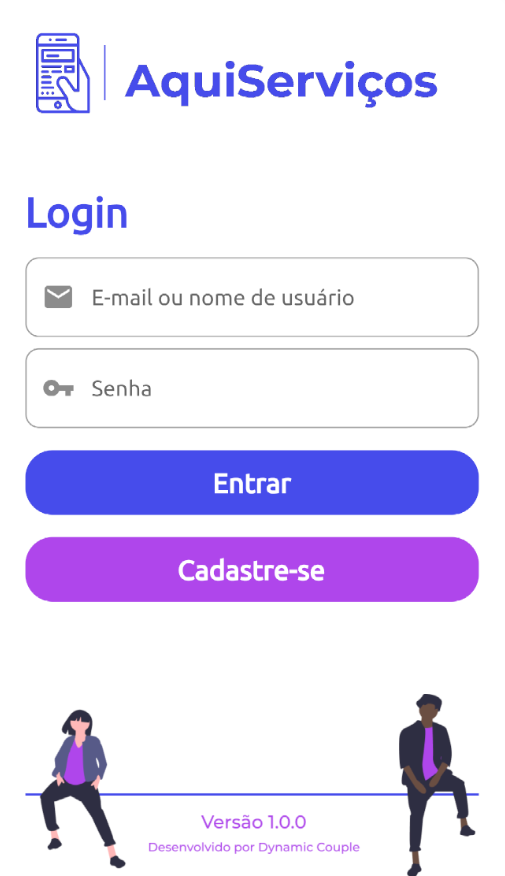 AquiServiços
Login
E-mail ou nome de usuário
Senha
Entrar
Cadastre-se
Versão 1.0.0
Desenvolvido por Dynamic Couple